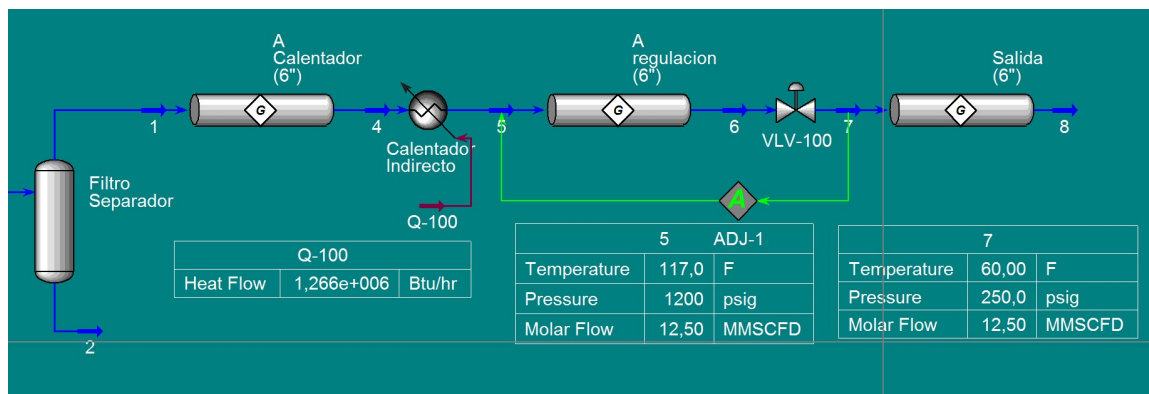 A
Calentador
(6")
G
1
4
Calentador
Indirecto
Q-100
5
A
regulacion
(6")
G
6
VLV-100
7
Salida
(6")
G
8
Filtro
Separador
2
A
ADJ-1
Q-100
Heat Flow 1,266e+006 Btu/hr
5
Temperature 117,0 F
Pressure 1200 psig
Molar Flow 12,50 MMSCFD
7
Temperature 60,00 F
Pressure 250,0 psig
Molar Flow 12,50 MMSCFD